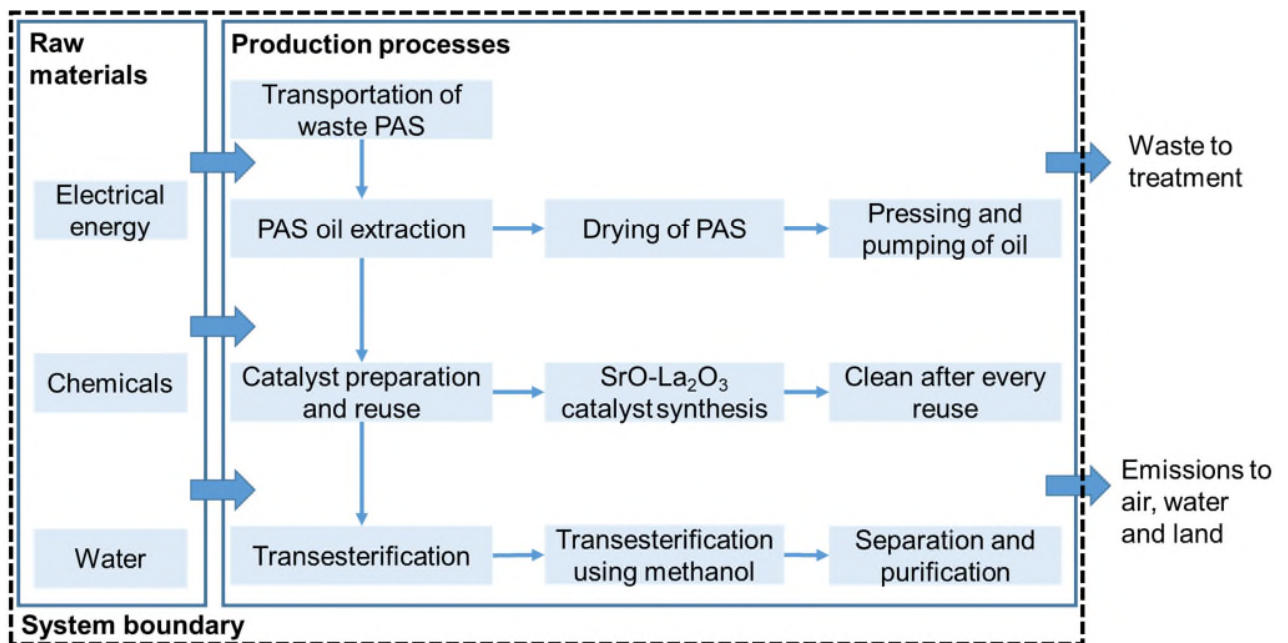 Raw
materials
Production processes
Transportation of
waste PAS
Electrical
energy
PAS oil extraction
Drying of PAS
Pressing and
pumping of oil
Waste to
treatment
Chemicals
Catalyst preparation
and reuse
SrO-La₂O₃
catalyst synthesis
Clean after every
reuse
Emissions to
air, water
and land
Water
Transesterification
Transesterification
using methanol
Separation and
purification
System boundary